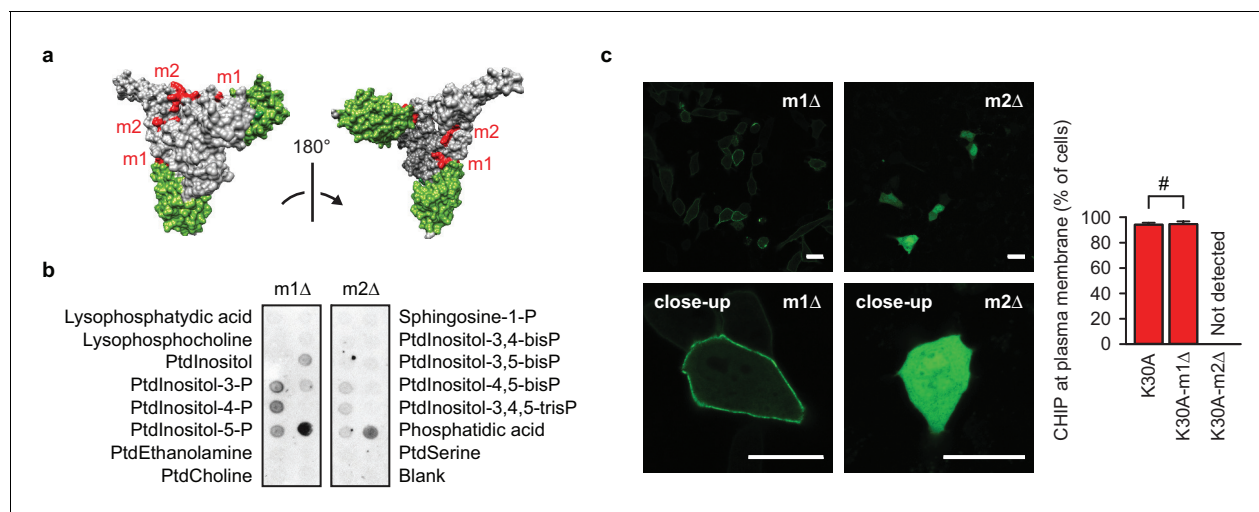 a
m2
m1
m2
m1
180°
m2
m1
b
m1Δ
m2Δ
Lysophosphatydic acid
Lysophosphocholine
PtdInositol
PtdInositol-3-P
PtdInositol-4-P
PtdInositol-5-P
PtdEthanolamine
PtdCholine
Sphingosine-1-P
PtdInositol-3,4-bisP
PtdInositol-3,5-bisP
PtdInositol-4,5-bisP
PtdInositol-3,4,5-trisP
Phosphatidic acid
PtdSerine
Blank
c
m1Δ
m2Δ
close-up
m1Δ
close-up
m2Δ
CHIP at plasma membrane (% of cells)
100
80
60
40
20
0
#
Not detected
K30A
K30A-m1Δ
K30A-m2Δ